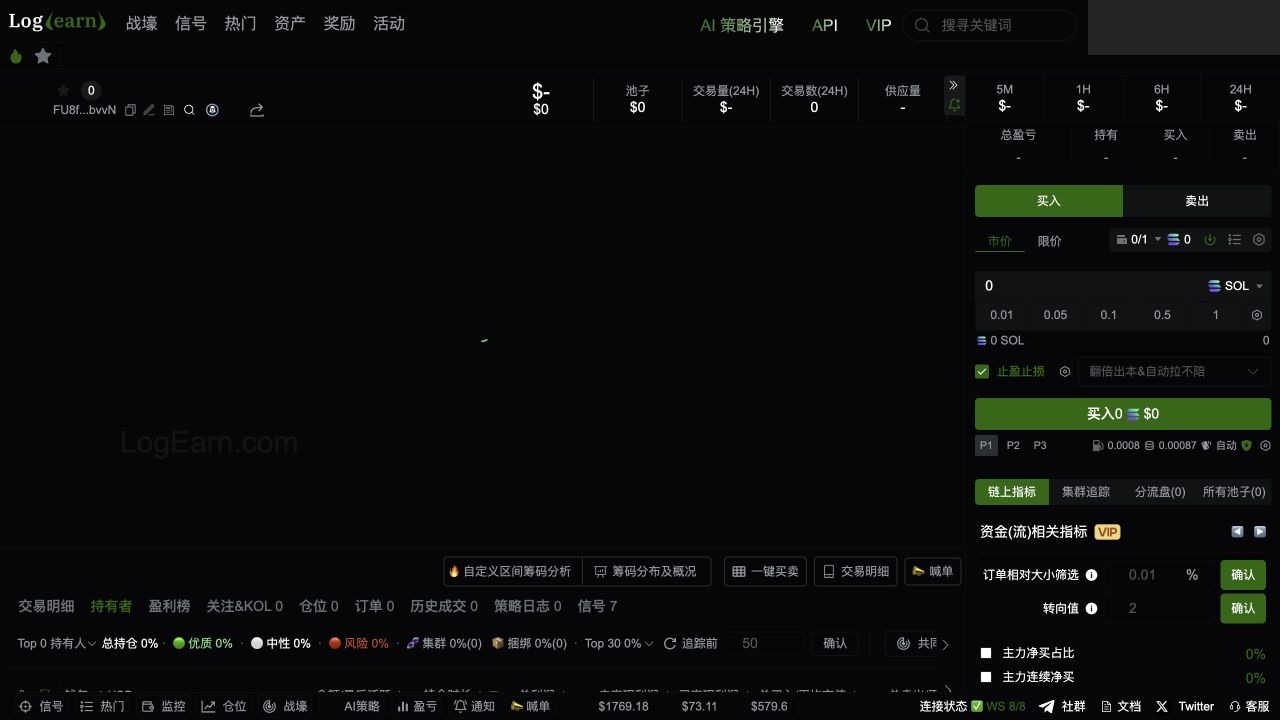 Log(earn) 战壕 信号 热门 资产 奖励 活动 AI 策略引擎 API VIP 搜寻关键词
0
FU8f...bvvN
$-
$0
池子
$0
交易量(24H)
$-
交易数(24H)
0
供应量
-
5M
$-
1H
$-
6H
$-
24H
$-
总盈亏 持有 买入 卖出
- - - -
买入 卖出
市价 限价 0/1 0
0 SOL
0.01 0.05 0.1 0.5 1
0 SOL 0
止盈止损 翻倍出本&自动拉不陪
买入0 $0
P1 P2 P3 0.0008 0.00087 自动
链上指标 集群追踪 分流盘(0) 所有池子(0)
资金(流)相关指标 VIP
订单相对大小筛选 0.01 % 确认
转向值 2 确认
主力净买占比 0%
主力连续净买 0%
LogEarn.com
自定义区间筹码分析 筹码分布及概况 一键买卖 交易明细 喊单
交易明细 持有者 盈利榜 关注&KOL 0 仓位 0 订单 0 历史成交 0 策略日志 0 信号 7
Top 0 持有人 总持仓 0% · 优质 0% · 中性 0% · 风险 0% · 集群 0%(0) 捆绑 0%(0) · Top 30 0% 追踪前 50 确认
信号 热门 监控 仓位 战壕 AI策略 盈亏 通知 喊单 $1769.18 $73.11 $579.6 连接状态 WS 8/8 社群 文档 Twitter 客服